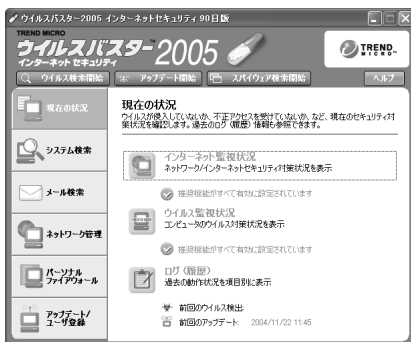 ウイルスバスター2005 インターネットセキュリティ 90日版
TREND MICRO
ウイルスバスター™ 2005
インターネット セキュリティ
TREND MICRO™
ウイルス検索開始
アップデート開始
スパイウェア検索開始
ヘルプ
現在の状況
システム検索
メール検索
ネットワーク管理
パーソナル
ファイアウォール
アップデート/
ユーザ登録
現在の状況
ウイルスが侵入していないか、不正アクセスを受けていないか、など、現在のセキュリティ対
策状況を確認します。過去のログ(履歴)情報も参照できます。
インターネット監視状況
ネットワーク/インターネットセキュリティ対策状況を表示
推奨機能がすべて有効に設定されています
ウイルス監視状況
コンピュータのウイルス対策状況を表示
推奨機能がすべて有効に設定されています
ログ(履歴)
過去の動作状況を項目別に表示
前回のウイルス検出:
前回のアップデート: 2004/11/22 11:45